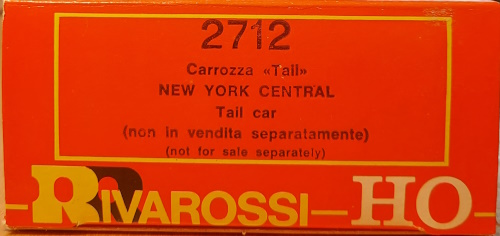 2712
Carrozza «Tail»
NEW YORK CENTRAL
Tail car
(non in vendita separatamente)
(not for sale separately)
RIVAROSSI—HO